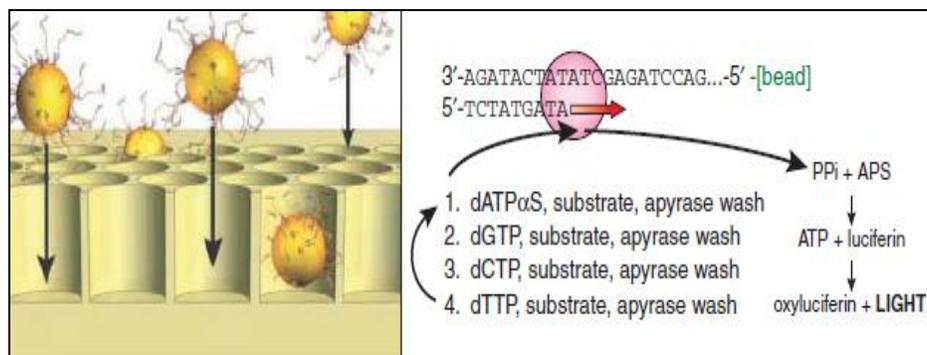 3′-AGATACTATATCGAGATCCAG...-5′ -[bead]
5′-TCTATGATA
PPi + APS
1. dATPαS, substrate, apyrase wash
2. dGTP, substrate, apyrase wash
ATP + luciferin
3. dCTP, substrate, apyrase wash
4. dTTP, substrate, apyrase wash
oxyluciferin + LIGHT